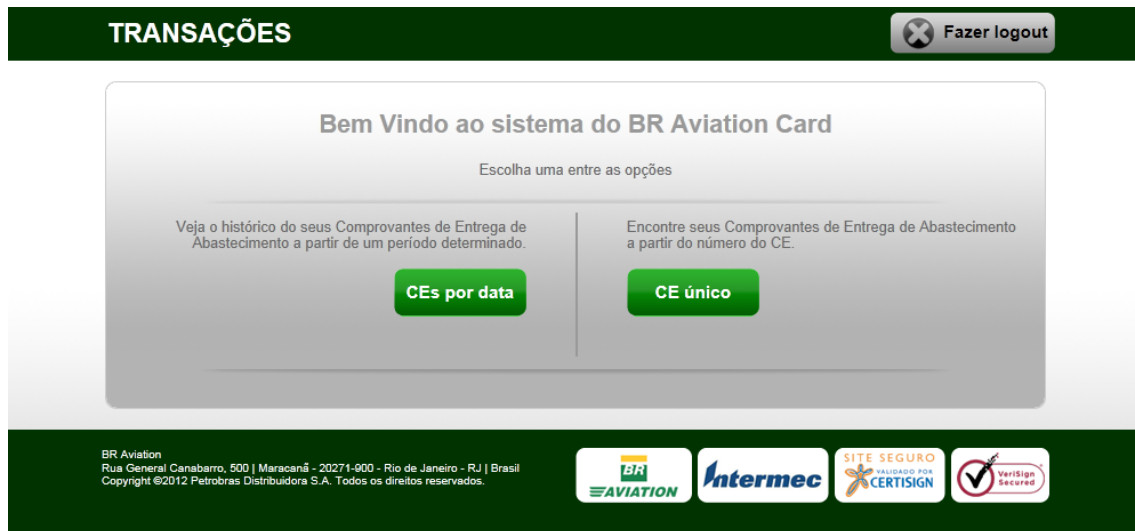 TRANSAÇÕES
Fazer logout
Bem Vindo ao sistema do BR Aviation Card
Escolha uma entre as opções
Veja o histórico do seus Comprovantes de Entrega de
Abastecimento a partir de um período determinado.
CEs por data
Encontre seus Comprovantes de Entrega de Abastecimento
a partir do número do CE.
CE único
BR Aviation
Rua General Canabarro, 500 | Maracanã - 20271-900 - Rio de Janeiro - RJ | Brasil
Copyright ©2012 Petrobras Distribuidora S.A. Todos os direitos reservados.
BR
AVIATION
Intermec
SITE SEGURO
VALIDADO POR
CERTISIGN
VeriSign
Secured